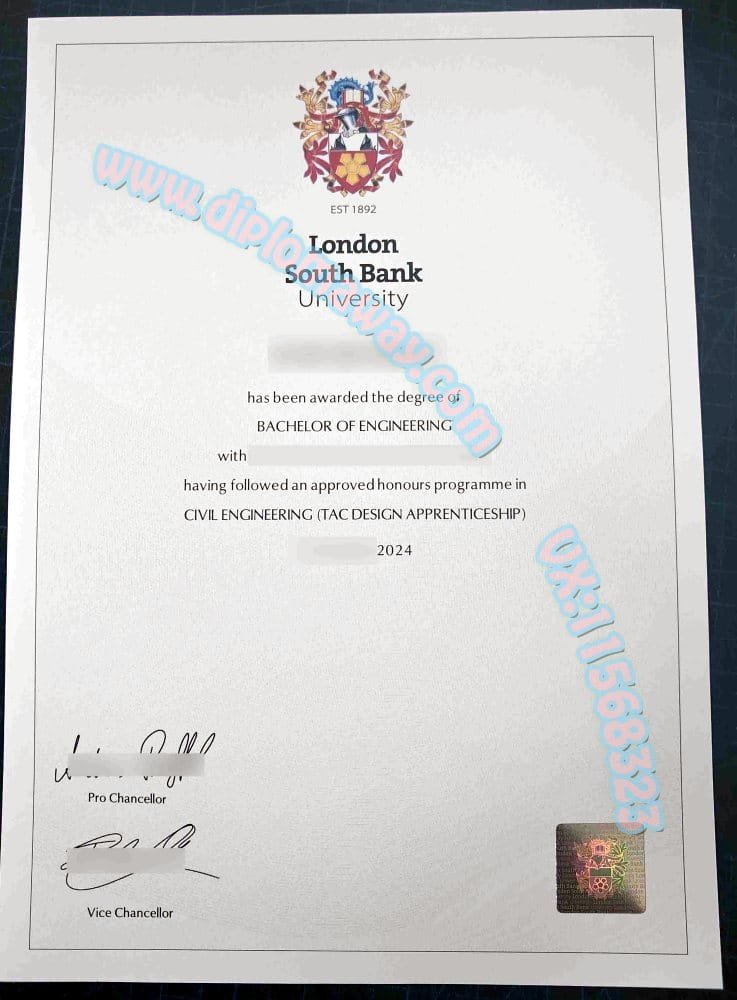 EST 1892
London
South Bank
University
www.diplomaway.com
has been awarded the degree of
BACHELOR OF ENGINEERING
with
having followed an approved honours programme in
CIVIL ENGINEERING (TAC DESIGN APPRENTICESHIP)
2024
VX:11568323
Pro Chancellor
Vice Chancellor